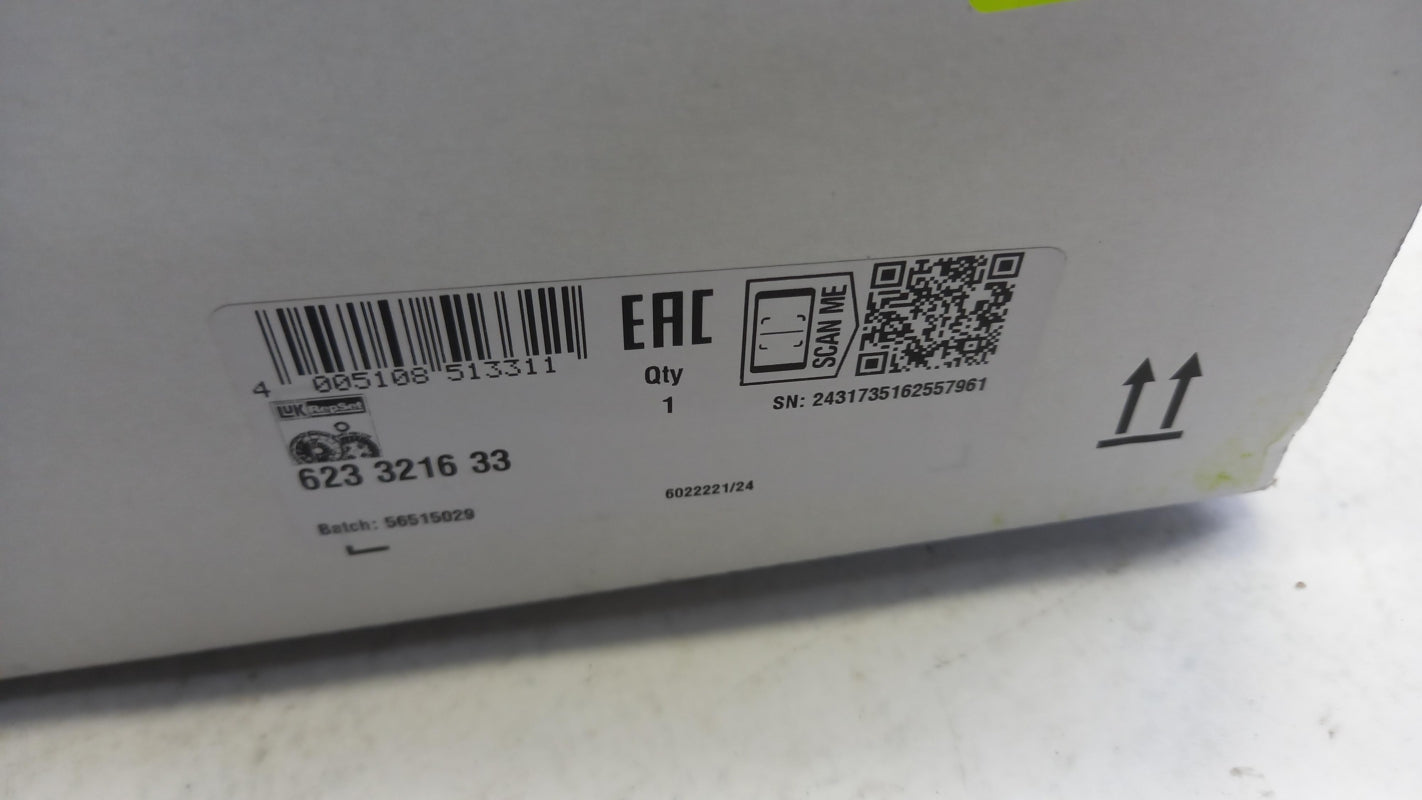 4 005108 513311
EAC
SCAN ME
Qty
1
SN: 2431735162557961
LUK RepSet
623 3216 33
6022221/24
Batch: 56515029